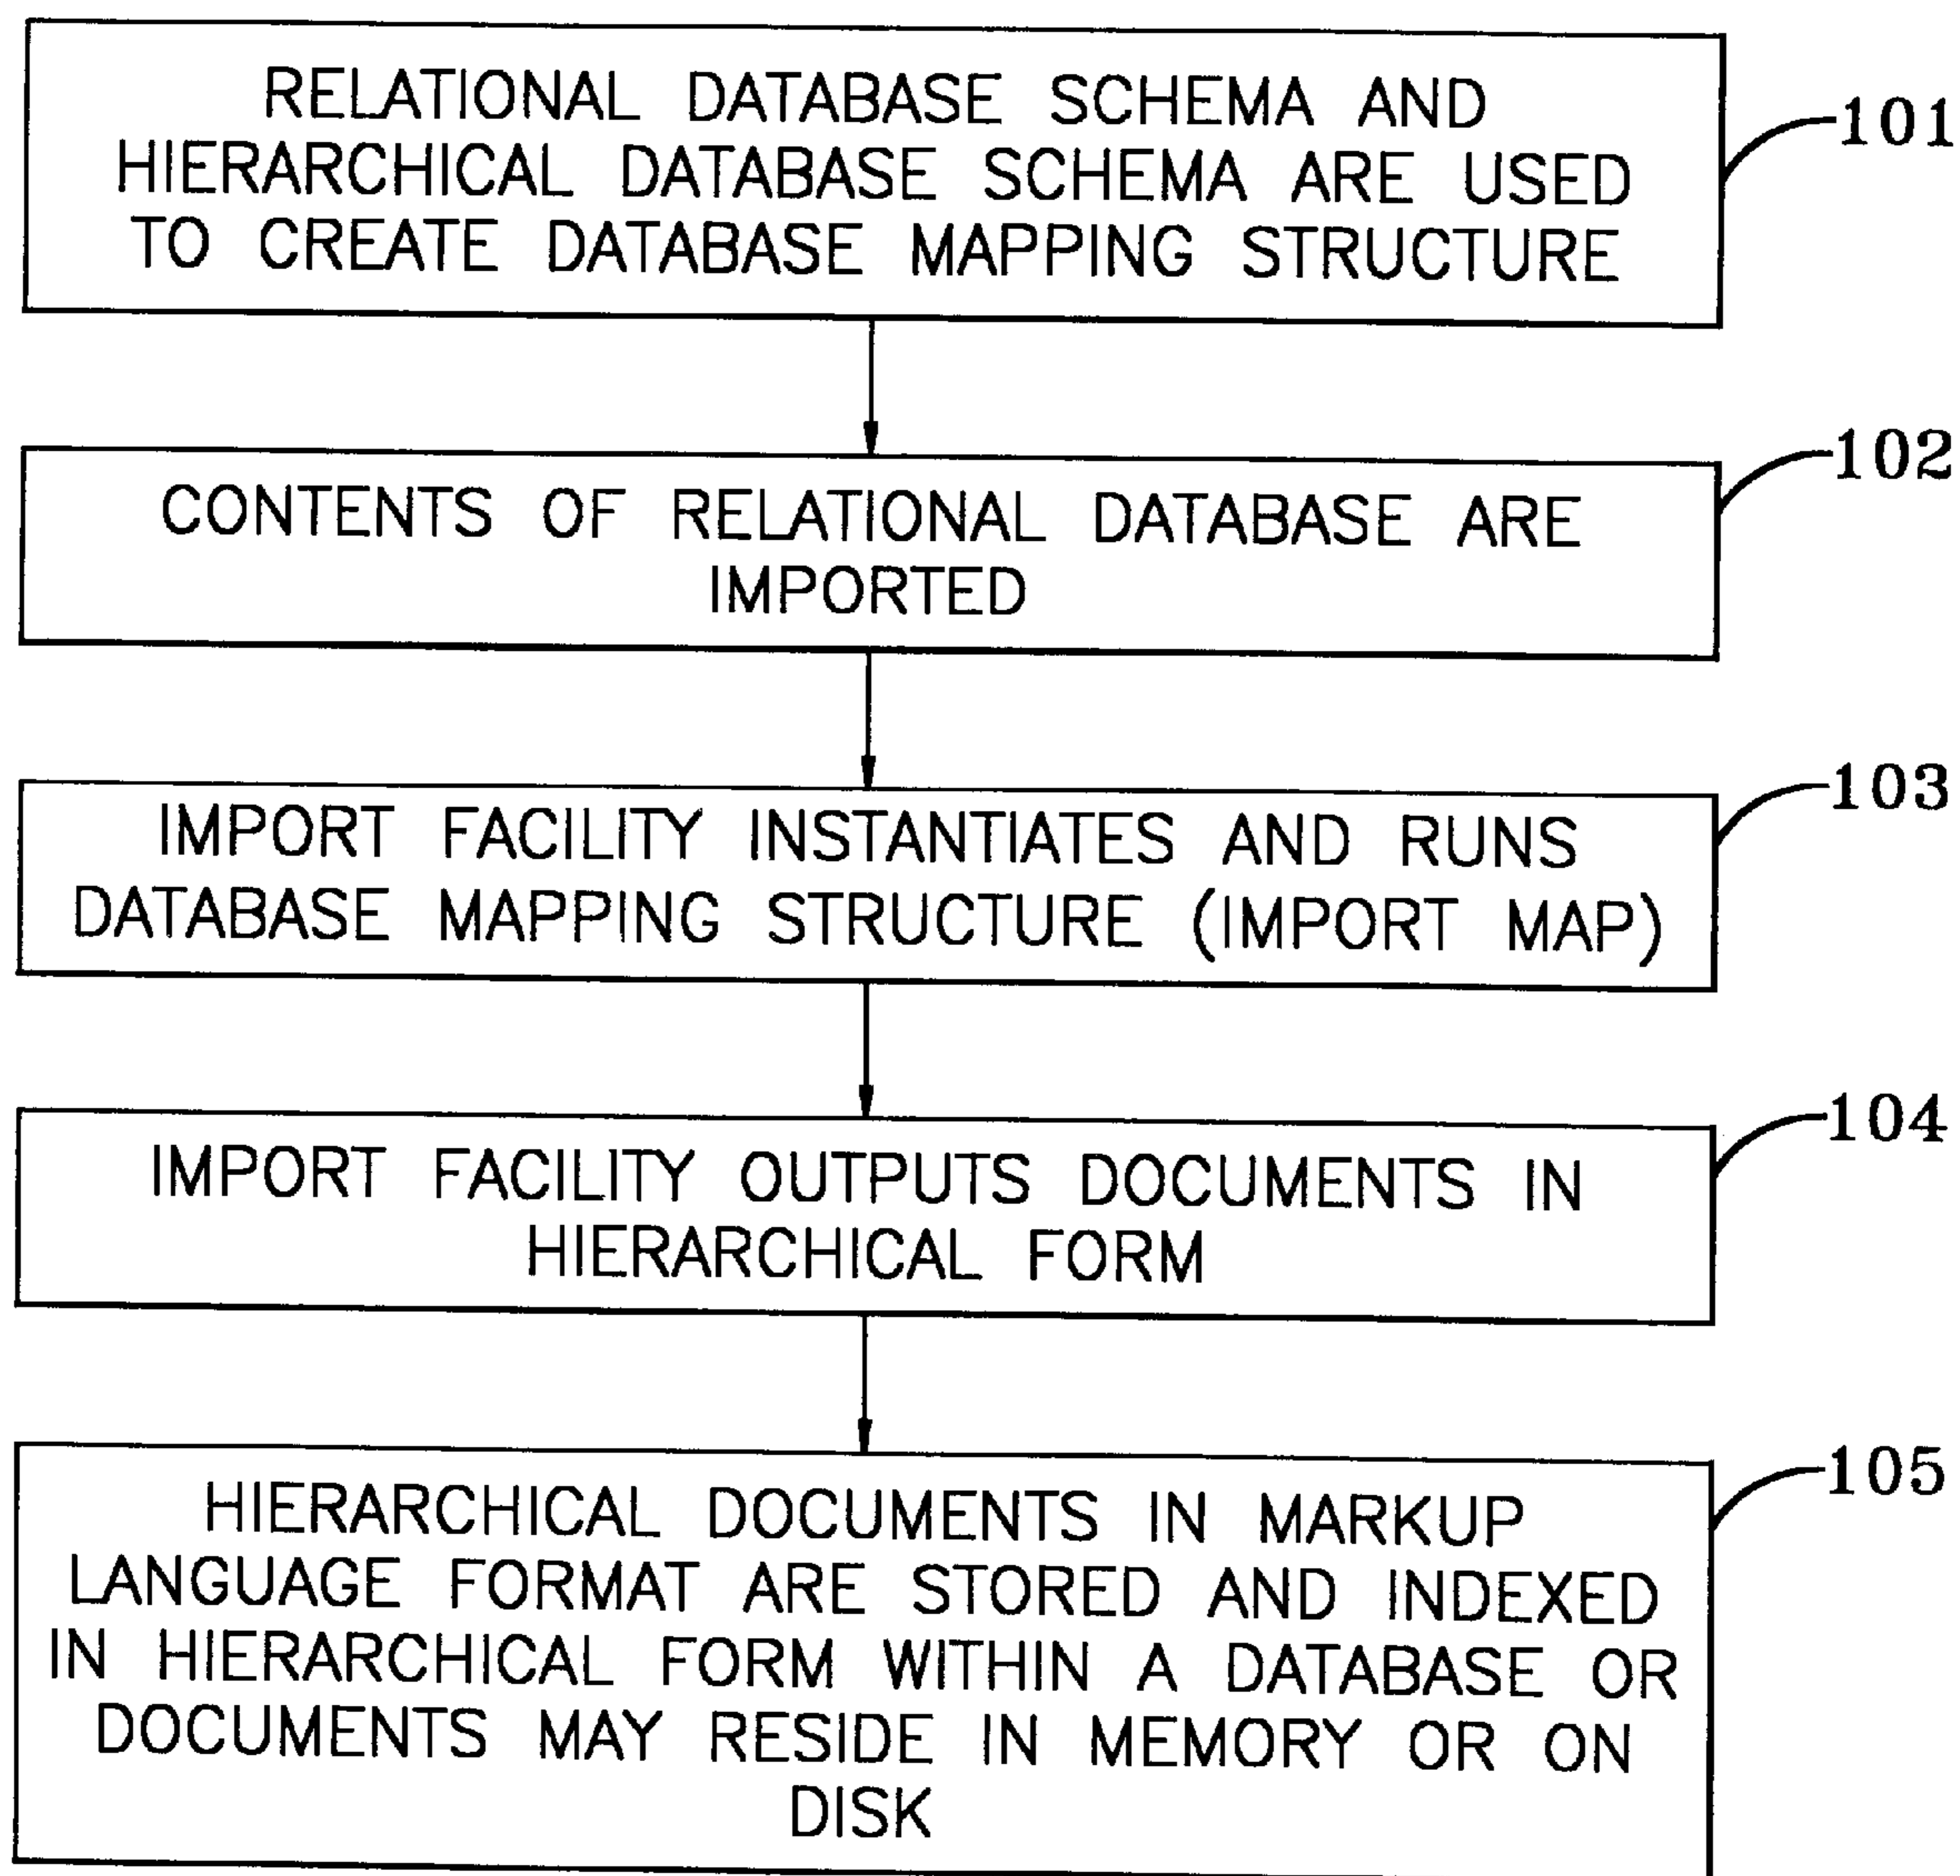 RELATIONAL DATABASE SCHEMA AND
HIERARCHICAL DATABASE SCHEMA ARE USED
TO CREATE DATABASE MAPPING STRUCTURE
101
CONTENTS OF RELATIONAL DATABASE ARE
IMPORTED
102
IMPORT FACILITY INSTANTIATES AND RUNS
DATABASE MAPPING STRUCTURE (IMPORT MAP)
103
IMPORT FACILITY OUTPUTS DOCUMENTS IN
HIERARCHICAL FORM
104
HIERARCHICAL DOCUMENTS IN MARKUP
LANGUAGE FORMAT ARE STORED AND INDEXED
IN HIERARCHICAL FORM WITHIN A DATABASE OR
DOCUMENTS MAY RESIDE IN MEMORY OR ON
DISK
105